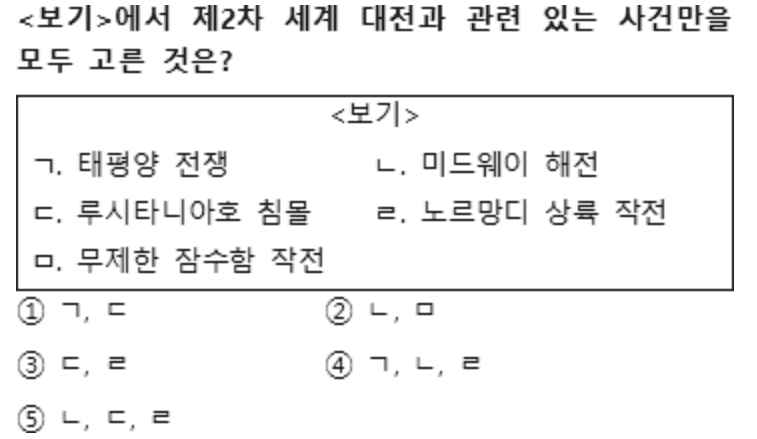 <보기>에서 제2차 세계 대전과 관련 있는 사건만을
모두 고른 것은?
<보기>
ㄱ. 태평양 전쟁 ㄴ. 미드웨이 해전
ㄷ. 루시타니아호 침몰 ㄹ. 노르망디 상륙 작전
ㅁ. 무제한 잠수함 작전
① ㄱ, ㄷ ② ㄴ, ㅁ
③ ㄷ, ㄹ ④ ㄱ, ㄴ, ㄹ
⑤ ㄴ, ㄷ, ㄹ